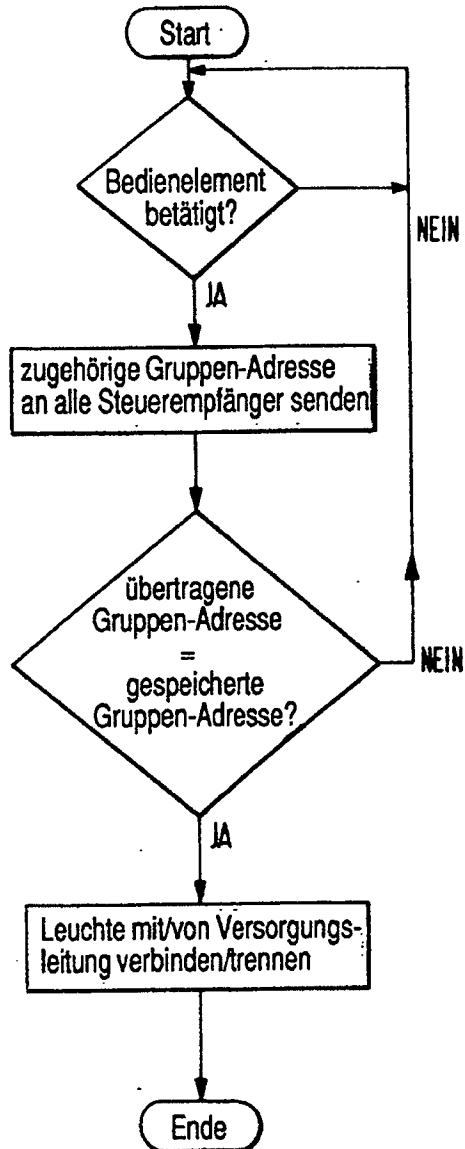 Start
Bedienelement
betätigt?
NEIN
JA
zugehörige Gruppen-Adresse
an alle Steuerempfänger senden
übertragene
Gruppen-Adresse
=
gespeicherte
Gruppen-Adresse?
NEIN
JA
Leuchte mit/von Versorgungs-
leitung verbinden/trennen
Ende